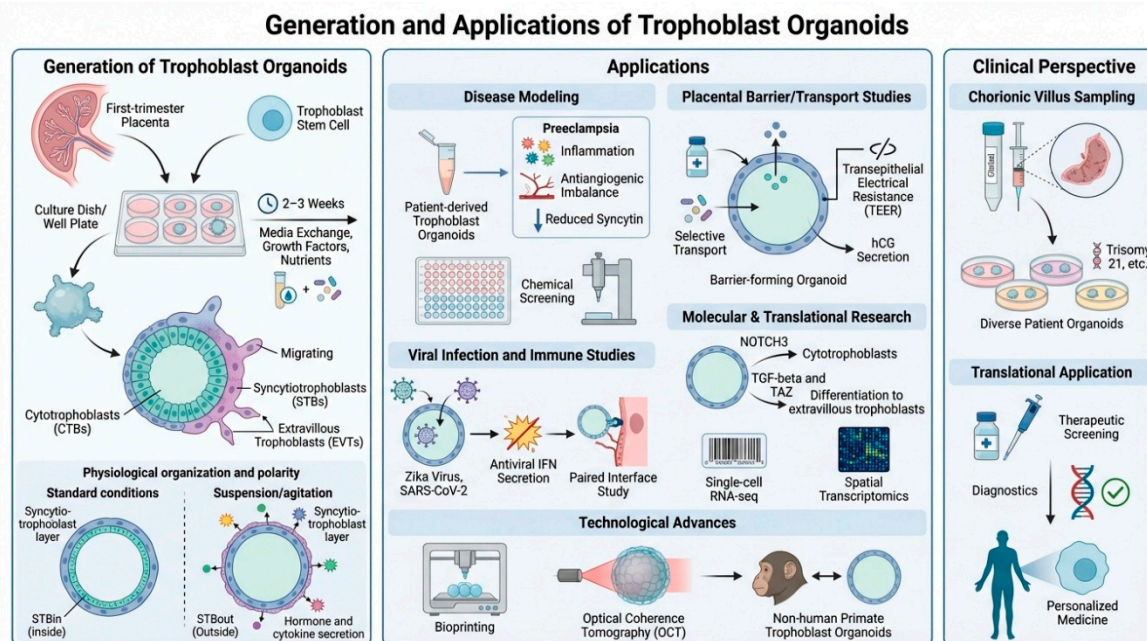 Generation and Applications of Trophoblast Organoids
Generation of Trophoblast Organoids
First-trimester
Placenta
Trophoblast
Stem Cell
Culture Dish/
Well Plate
2–3 Weeks
Media Exchange,
Growth Factors,
Nutrients
Migrating
Syncytiotrophoblasts
(STBs)
Cytotrophoblasts
(CTBs)
Extravillous
Trophoblasts (EVTs)
Physiological organization and polarity
Standard conditions
Syncytio-
trophoblast
layer
STBin
(inside)
Suspension/agitation
Syncytio-
trophoblast
layer
STBout
(Outside)
Hormone and
cytokine secretion
Applications
Disease Modeling
Patient-derived
Trophoblast
Organoids
Preeclampsia
Inflammation
Antiangiogenic
Imbalance
Reduced Syncytin
Chemical
Screening
Placental Barrier/Transport Studies
Selective
Transport
Transepithelial
Electrical
Resistance
(TEER)
hCG
Secretion
Barrier-forming Organoid
Viral Infection and Immune Studies
Zika Virus,
SARS-CoV-2
Antiviral IFN
Secretion
Paired Interface
Study
Molecular & Translational Research
NOTCH3
Cytotrophoblasts
TGF-beta and
TAZ
Differentiation to
extravillous trophoblasts
Single-cell
RNA-seq
Spatial
Transcriptomics
Technological Advances
Bioprinting
Optical Coherence
Tomography (OCT)
Non-human Primate
Trophoblast Organoids
Clinical Perspective
Chorionic Villus Sampling
Trisomy
21, etc.
Diverse Patient Organoids
Translational Application
Therapeutic
Screening
Diagnostics
Personalized
Medicine